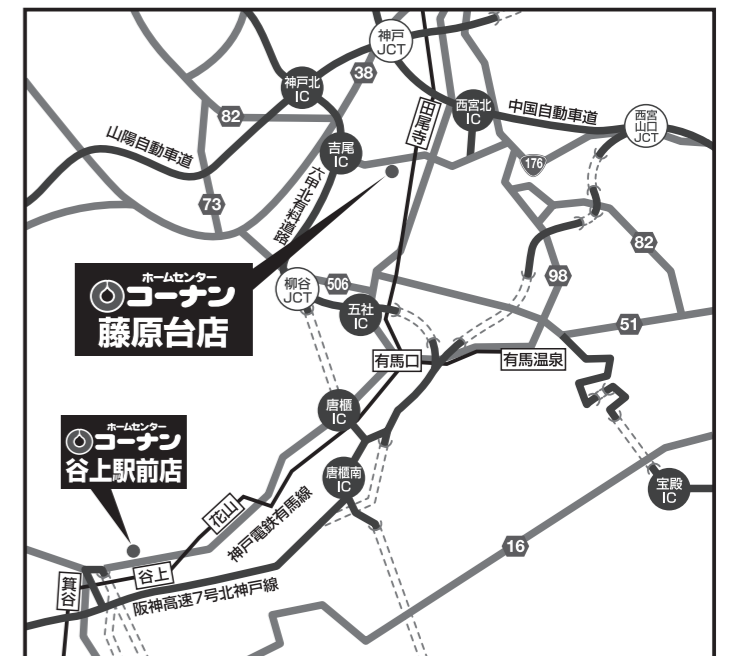 神戸
JCT
38
神戸北
IC
82
西宮北
IC
中国自動車道
西宮
山口
JCT
田尾寺
山陽自動車道
吉尾
IC
176
六甲北有料道路
73
82
ホームセンター
コーナン
藤原台店
柳谷
JCT
506
98
五社
IC
51
有馬口
有馬温泉
唐櫃
IC
ホームセンター
コーナン
谷上駅前店
唐櫃南
IC
宝殿
IC
花山
神戸電鉄有馬線
16
箕谷
谷上
阪神高速7号北神戸線